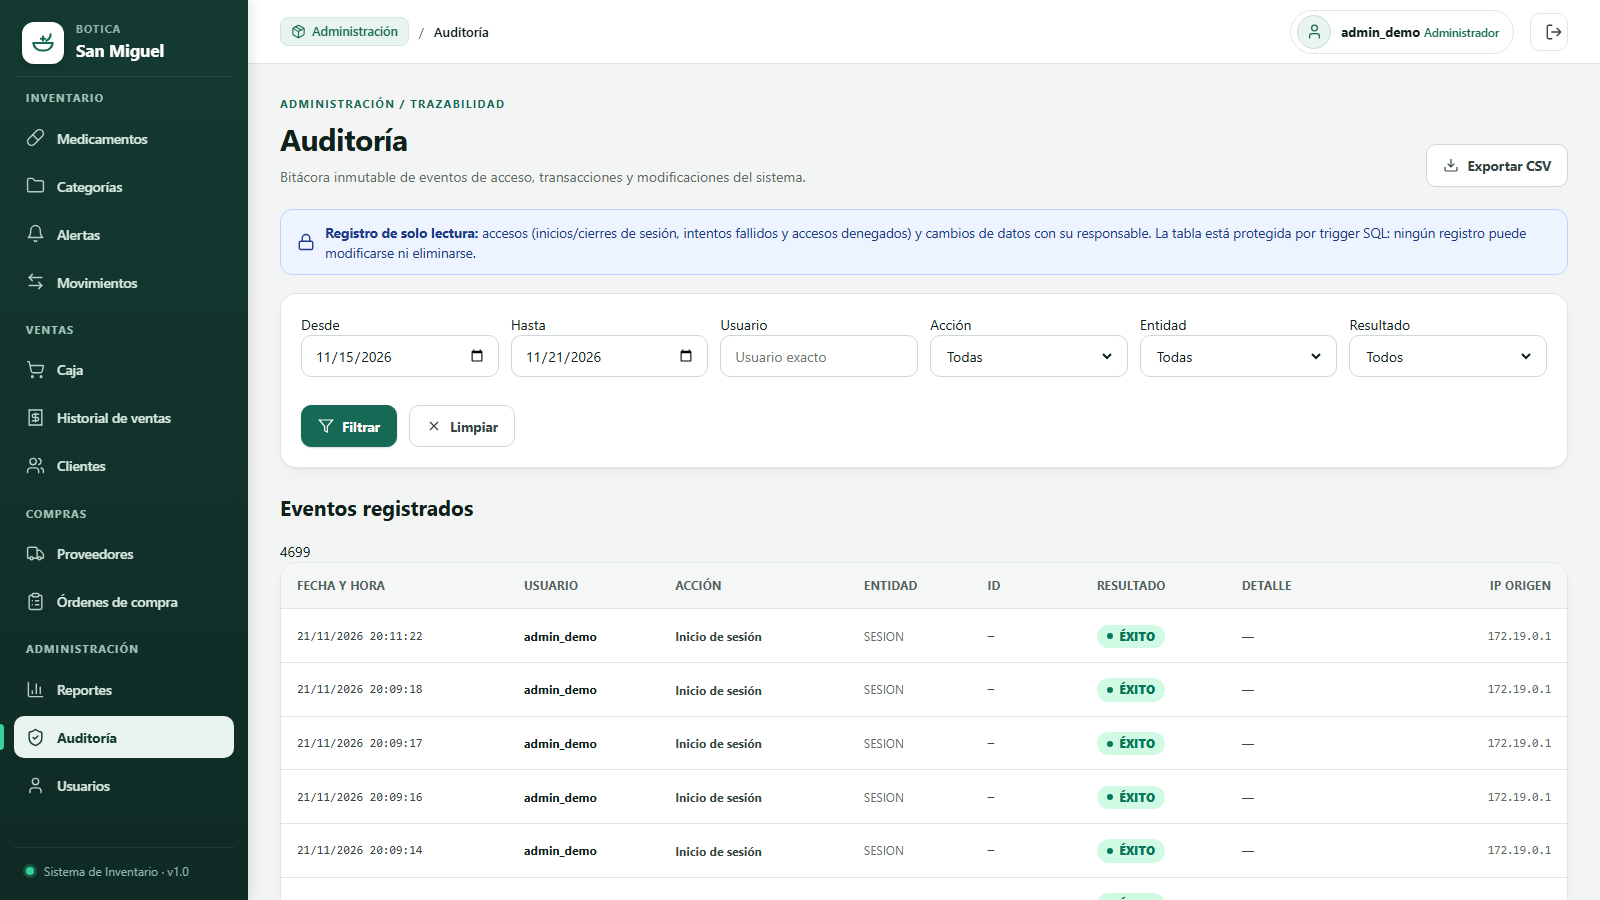 BOTICA
San Miguel
INVENTARIO
Medicamentos
Categorías
Alertas
Movimientos
VENTAS
Caja
Historial de ventas
Clientes
COMPRAS
Proveedores
Órdenes de compra
ADMINISTRACIÓN
Reportes
Auditoría
Usuarios
Sistema de Inventario · v1.0
Administración / Auditoría
admin_demo Administrador
ADMINISTRACIÓN / TRAZABILIDAD
Auditoría
Bitácora inmutable de eventos de acceso, transacciones y modificaciones del sistema.
Exportar CSV
Registro de solo lectura: accesos (inicios/cierres de sesión, intentos fallidos y accesos denegados) y cambios de datos con su responsable. La tabla está protegida por trigger SQL: ningún registro puede
modificarse ni eliminarse.
Desde Hasta Usuario Acción Entidad Resultado
11/15/2026 11/21/2026 Usuario exacto Todas Todas Todos
Filtrar Limpiar
Eventos registrados
4699
FECHA Y HORA USUARIO ACCIÓN ENTIDAD ID RESULTADO DETALLE IP ORIGEN
21/11/2026 20:11:22 admin_demo Inicio de sesión SESION – ÉXITO — 172.19.0.1
21/11/2026 20:09:18 admin_demo Inicio de sesión SESION – ÉXITO — 172.19.0.1
21/11/2026 20:09:17 admin_demo Inicio de sesión SESION – ÉXITO — 172.19.0.1
21/11/2026 20:09:16 admin_demo Inicio de sesión SESION – ÉXITO — 172.19.0.1
21/11/2026 20:09:14 admin_demo Inicio de sesión SESION – ÉXITO — 172.19.0.1